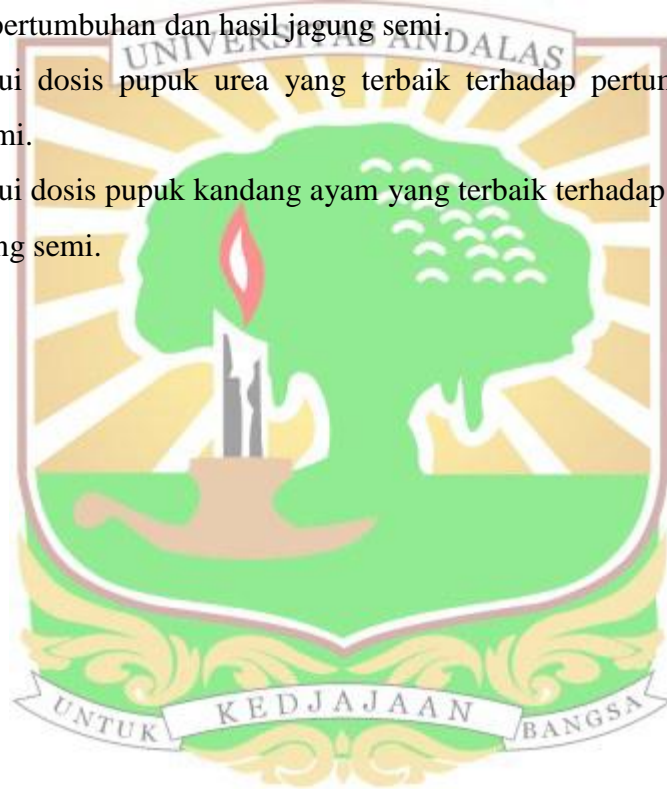 pertumbuhan dan hasil jagung semi.
UNIVERSITAS ANDALAS
ui dosis pupuk urea yang terbaik terhadap pertum
mi.
ui dosis pupuk kandang ayam yang terbaik terhadap
ng semi.
UNTUK KEDJAJAAN BANGSA